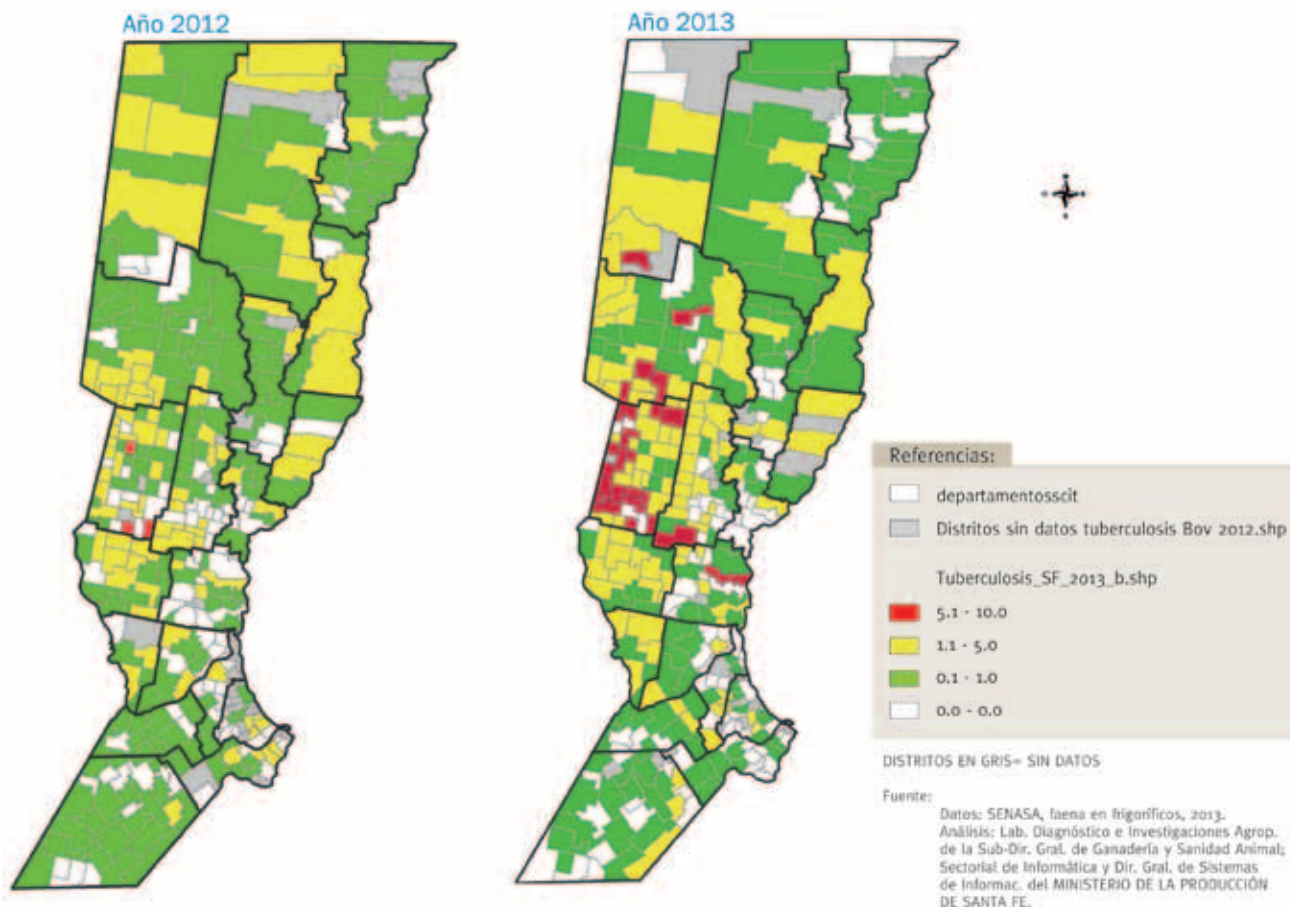 Año 2012
Año 2013
Referencias:
departamentosscit
Distritos sin datos tuberculosis Bov 2012.shp
Tuberculosis_SF_2013_b.shp
5.1 - 10.0
1.1 - 5.0
0.1 - 1.0
0.0 - 0.0
DISTRITOS EN GRIS= SIN DATOS
Fuente:
Datos: SENASA, faena en frigoríficos, 2013.
Análisis: Lab. Diagnóstico e Investigaciones Agrop.
de la Sub-Dir. Gral. de Ganadería y Sanidad Animal;
Sectorial de Informática y Dir. Gral. de Sistemas
de Informac. del MINISTERIO DE LA PRODUCCIÓN
DE SANTA FE.